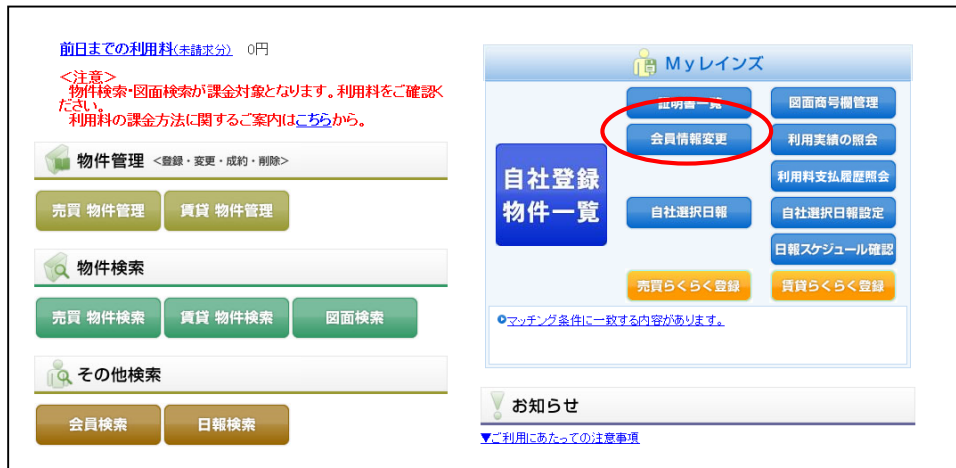 前日までの利用料(未請求分) 0円
<注意>
物件検索・図面検索が課金対象となります。利用料をご確認く
ださい。
利用料の課金方法に関するご案内はこちらから。
物件管理 <登録・変更・成約・削除>
売買 物件管理
賃貸 物件管理
物件検索
売買 物件検索
賃貸 物件検索
図面検索
その他検索
会員検索
日報検索
Myレインズ
自社登録
物件一覧
証明書一覧
図面商号欄管理
会員情報変更
利用実績の照会
利用料支払履歴照会
自社選択日報
自社選択日報設定
日報スケジュール確認
売買らくらく登録
賃貸らくらく登録
マッチング条件に一致する内容があります。
お知らせ
▼ご利用にあたっての注意事項